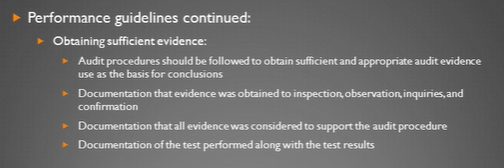 Performance guidelines continued:
Obtaining sufficient evidence:
Audit procedures should be followed to obtain sufficient and appropriate audit evidence
use as the basis for conclusions
Documentation that evidence was obtained to inspection, observation, inquiries, and
confirmation
Documentation that all evidence was considered to support the audit procedure
Documentation of the test performed along with the test results